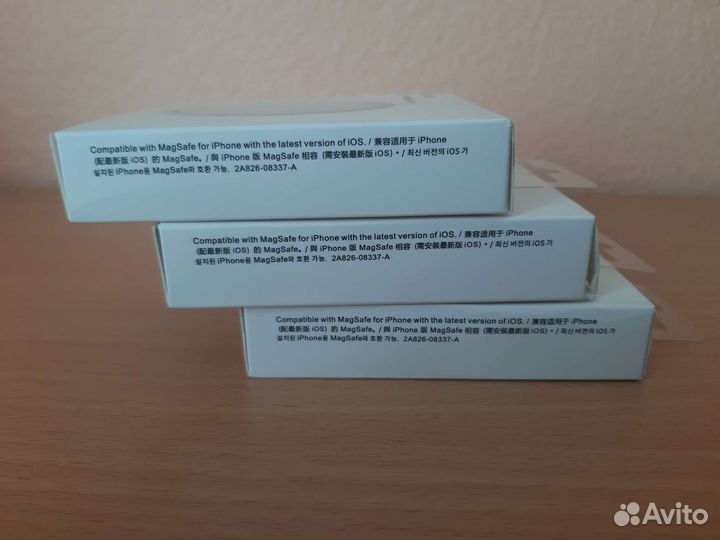 Compatible with MagSafe for iPhone with the latest version of iOS. / 兼容适用于 iPhone
(配最新版 iOS) 的 MagSafe。/ 與 iPhone 版 MagSafe 相容 (需安裝最新版 iOS)。/ 최신 버전의 iOS 가
설치된 iPhone용 MagSafe와 호환 가능. 2A826-08337-A
Compatible with MagSafe for iPhone with the latest version of iOS. / 兼容适用于 iPhone
(配最新版 iOS) 的 MagSafe。/ 與 iPhone 版 MagSafe 相容 (需安裝最新版 iOS)。/ 최신 버전의 iOS가
설치된 iPhone용 MagSafe와 호환 가능. 2A826-08337-A
Compatible with MagSafe for iPhone with the latest version of iOS. / 兼容适用于 iPhone
(配最新版 iOS) 的 MagSafe。/ 與 iPhone 版 MagSafe 相容 (需安裝最新版 iOS)。/ 최신 버전의 iOS가
설치된 iPhone용 MagSafe와 호환 가능. 2A826-08337-A
Avito